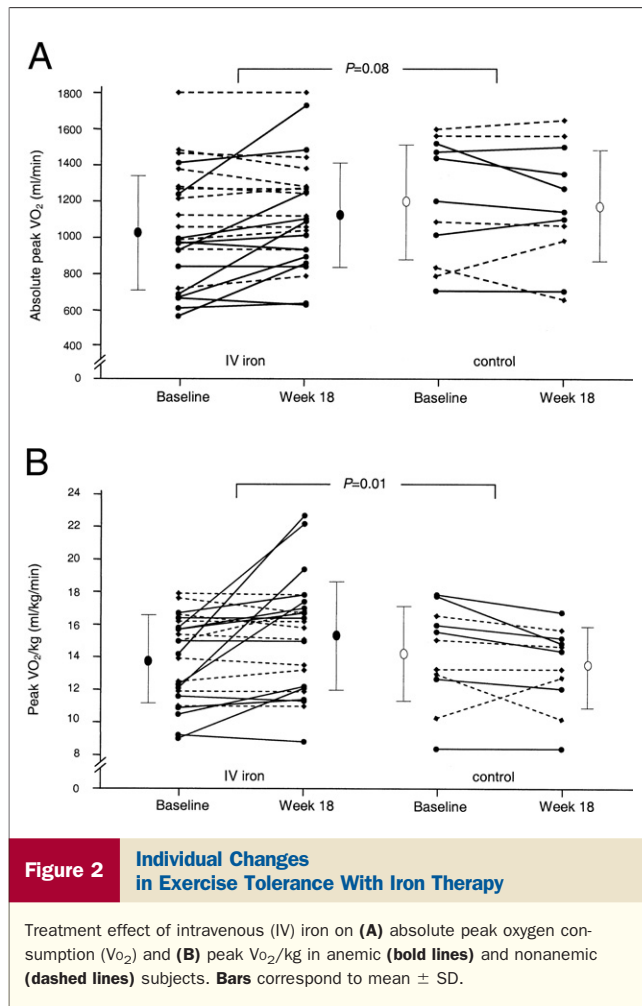 A
P=0.08
1800
1600
1400
1200
1000
800
600
400
0
Absolute peak VO₂ (ml/min)
IV iron
control
Baseline
Week 18
Baseline
Week 18
B
P=0.01
24
22
20
18
16
14
12
10
8
0
Peak VO₂/kg (ml/kg/min)
IV iron
control
Baseline
Week 18
Baseline
Week 18
Figure 2
Individual Changes
in Exercise Tolerance With Iron Therapy
Treatment effect of intravenous (IV) iron on (A) absolute peak oxygen con-
sumption (Vo₂) and (B) peak Vo₂/kg in anemic (bold lines) and nonanemic
(dashed lines) subjects. Bars correspond to mean ± SD.